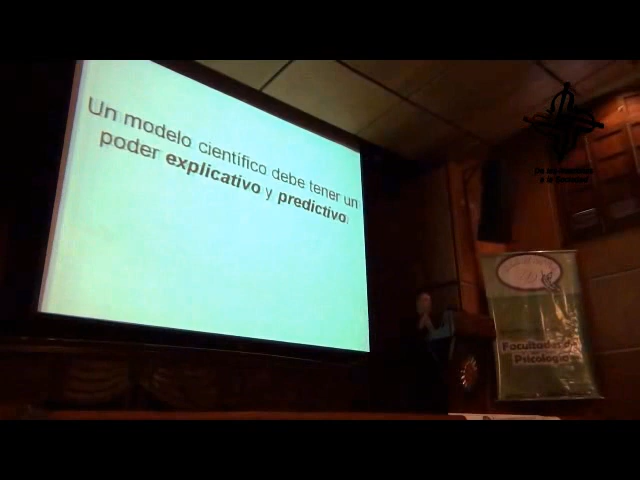 Un modelo científico debe tener un
poder explicativo y predictivo.
Facultad de
Psicología